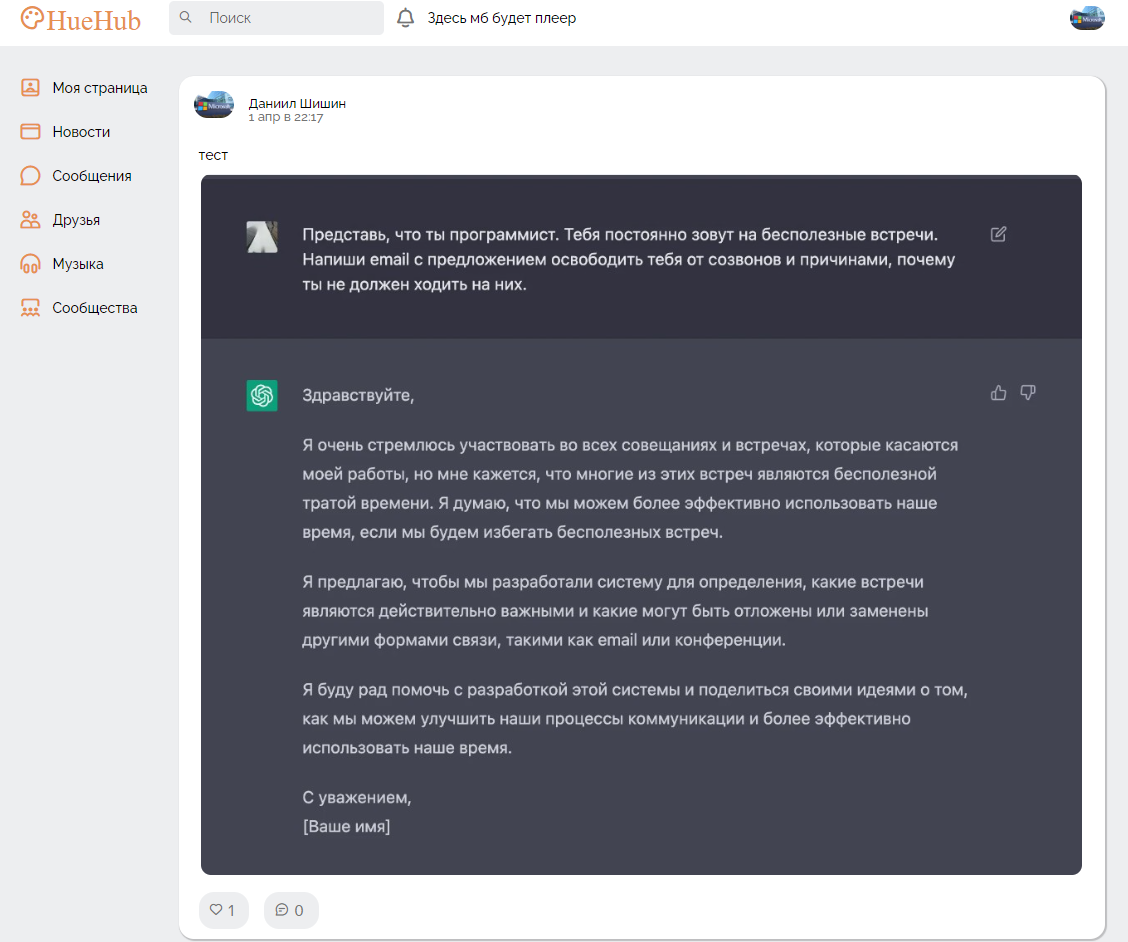 HueHub
Поиск
Здесь мб будет плеер
Моя страница
Новости
Сообщения
Друзья
Музыка
Сообщества
Даниил Шишин
1 апр в 22:17
тест
Представь, что ты программист. Тебя постоянно зовут на бесполезные встречи.
Напиши email с предложением освободить тебя от созвонов и причинами, почему
ты не должен ходить на них.
Здравствуйте,
Я очень стремлюсь участвовать во всех совещаниях и встречах, которые касаются
моей работы, но мне кажется, что многие из этих встреч являются бесполезной
тратой времени. Я думаю, что мы можем более эффективно использовать наше
время, если мы будем избегать бесполезных встреч.
Я предлагаю, чтобы мы разработали систему для определения, какие встречи
являются действительно важными и какие могут быть отложены или заменены
другими формами связи, такими как email или конференции.
Я буду рад помочь с разработкой этой системы и поделиться своими идеями о том,
как мы можем улучшить наши процессы коммуникации и более эффективно
использовать наше время.
С уважением,
[Ваше имя]
1
0